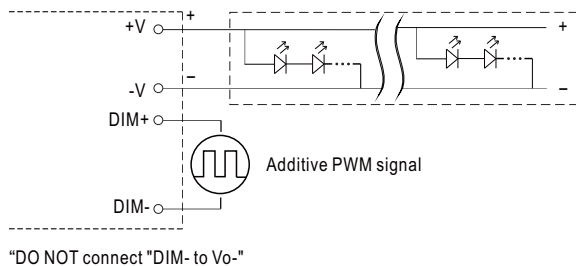 +V + +
-V - -
DIM+
Additive PWM signal
DIM-
“DO NOT connect "DIM- to Vo-"